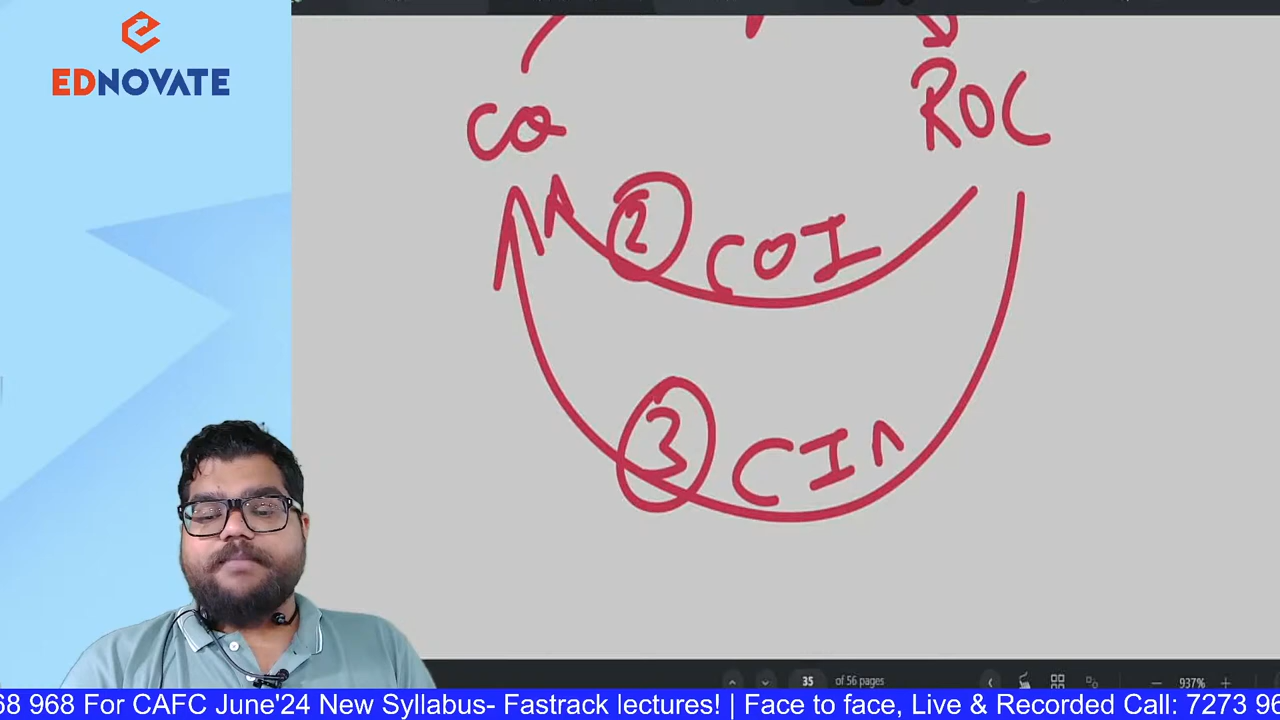 EDNOVATE
Co
ROC
2 COI
3 CIN
35 of 56 pages
937%
68 968 For CAFC June'24 New Syllabus- Fastrack lectures! | Face to face, Live & Recorded Call: 7273 96